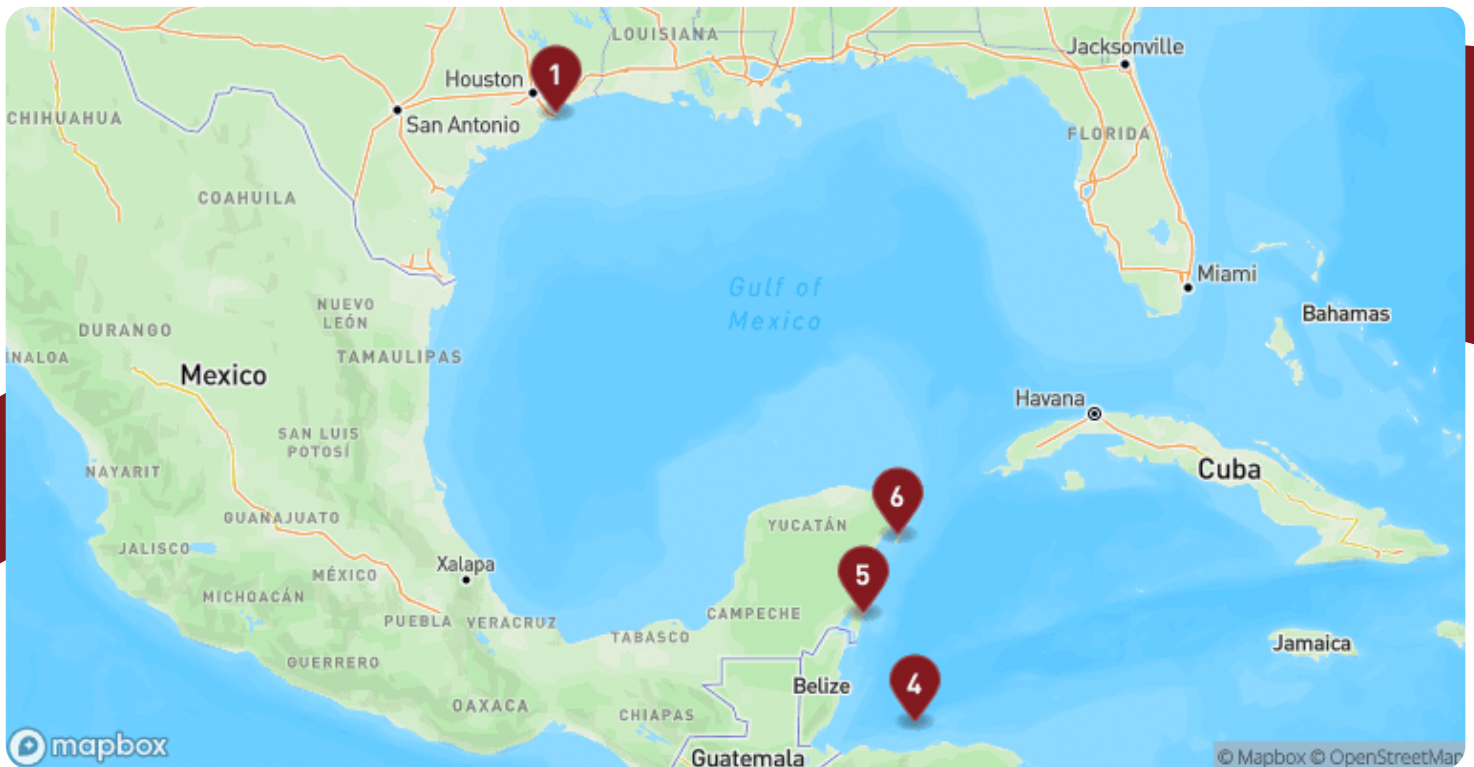 LOUISIANA
Jacksonville
Houston
1
CHIHUAHUA
San Antonio
FLORIDA
COAHUILA
Miami
Gulf of
Mexico
NUEVO
LEÓN
Bahamas
DURANGO
INALOA
TAMAULIPAS
Mexico
Havana
SAN LUIS
POTOSÍ
NAYARIT
Cuba
6
GUANAJUATO
YUCATÁN
JALISCO
Xalapa
MÉXICO
5
MICHOACÁN
PUEBLA
VERACRUZ
CAMPECHE
TABASCO
Jamaica
GUERRERO
Belize
4
OAXACA
CHIAPAS
mapbox
Guatemala
© Mapbox © OpenStreetMap